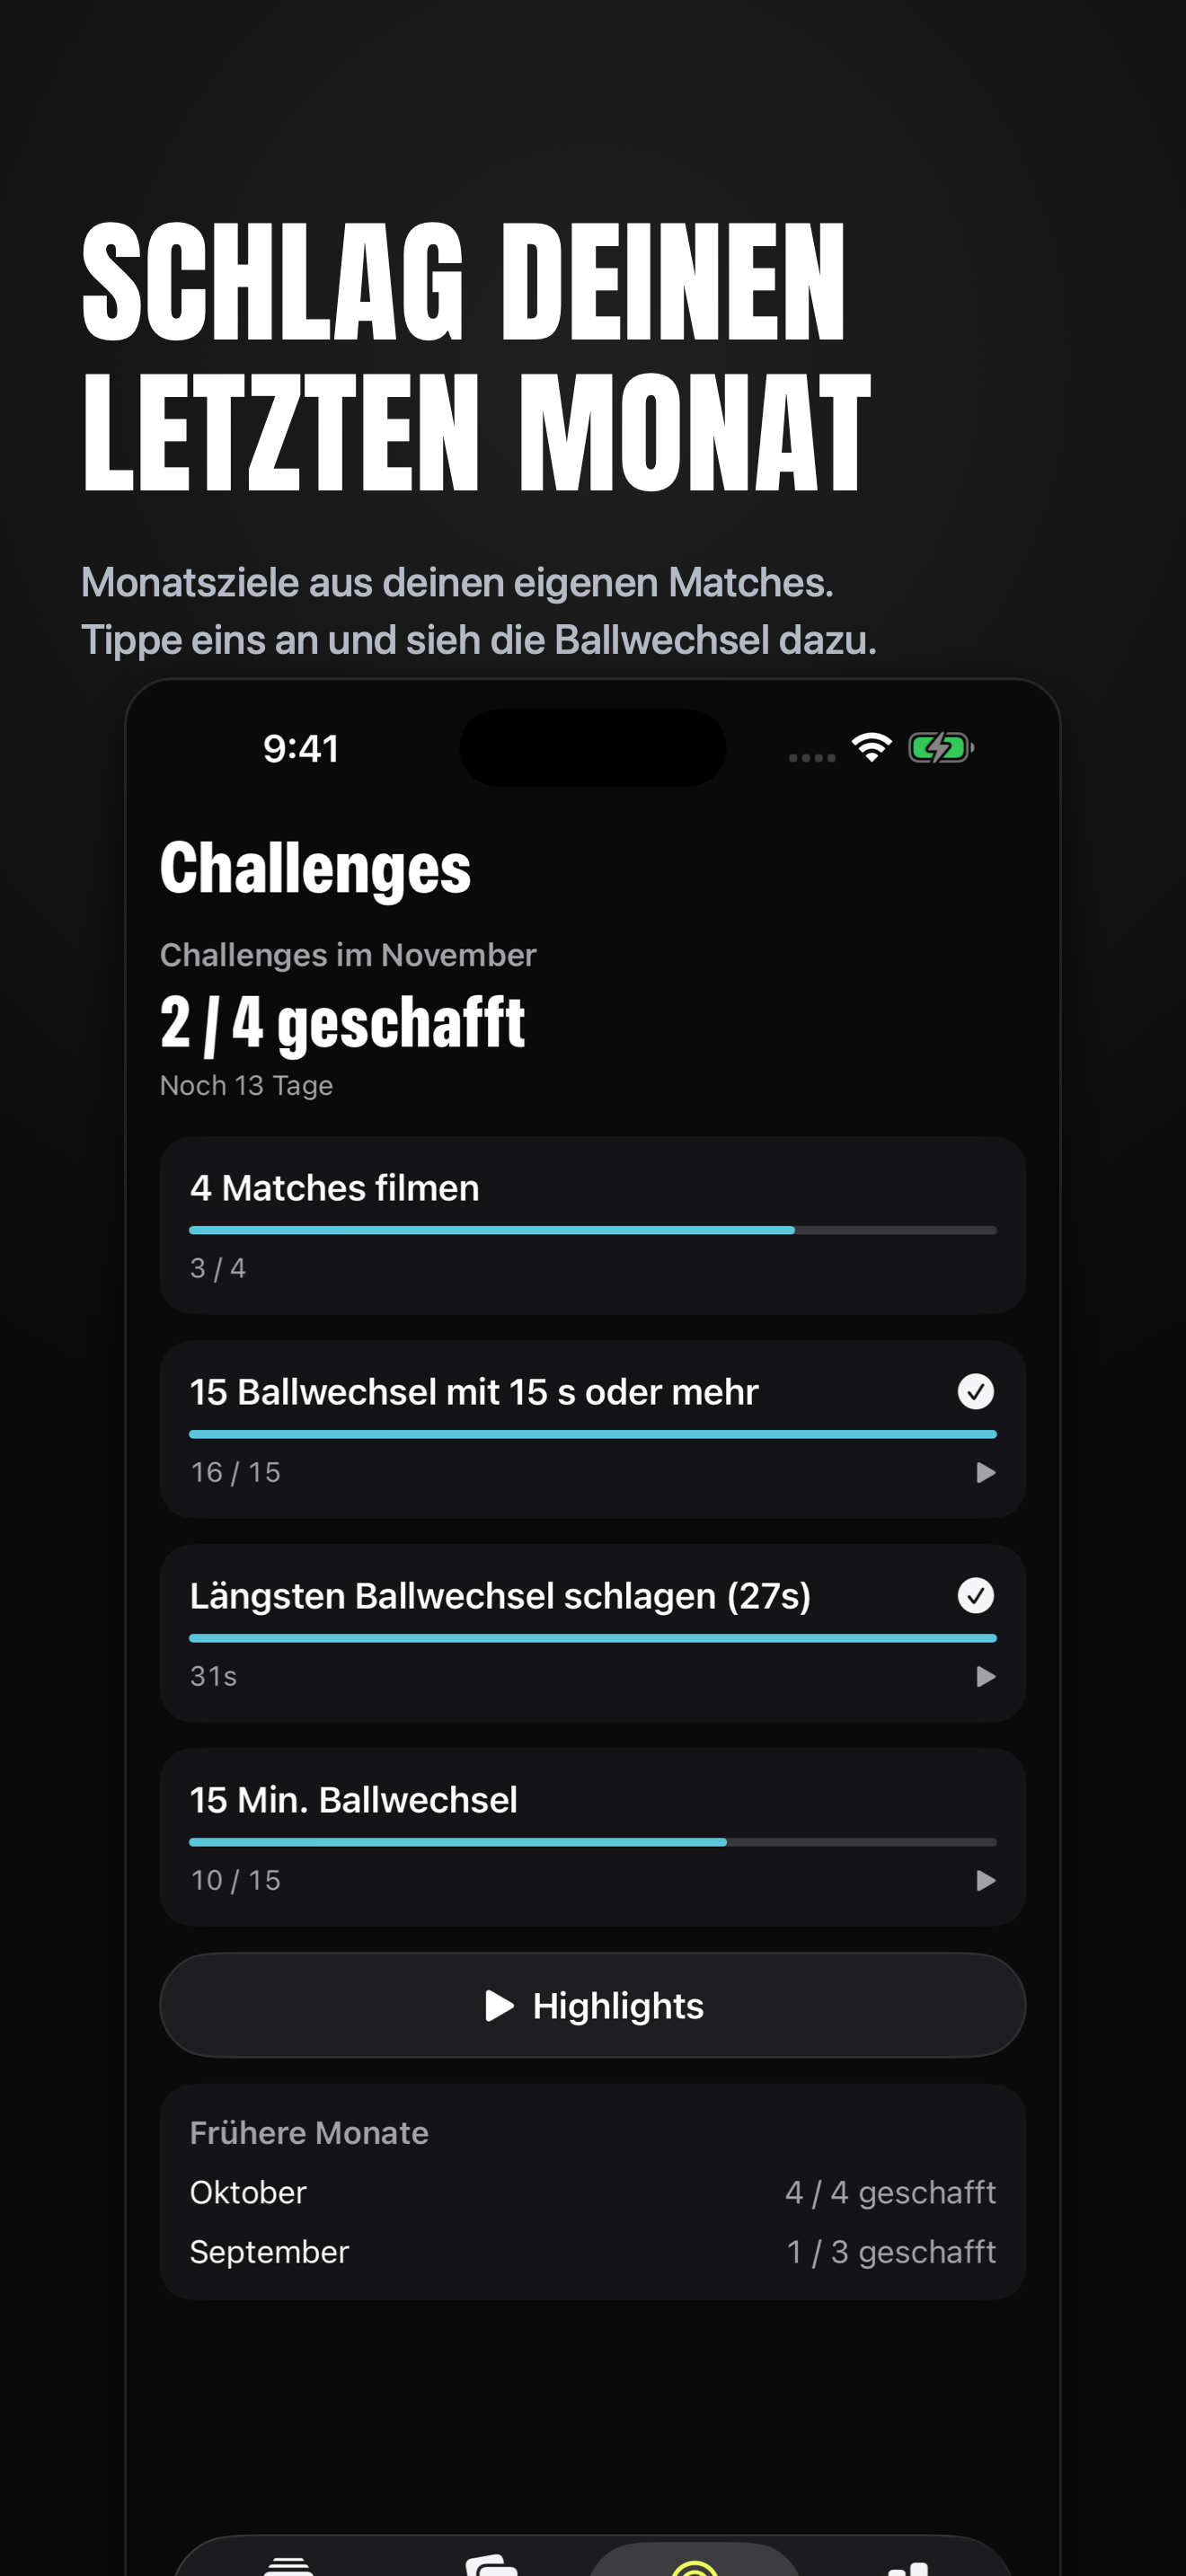 SCHLAG DEINEN
LETZTEN MONAT
Monatsziele aus deinen eigenen Matches.
Tippe eins an und sieh die Ballwechsel dazu.
9:41
Challenges
Challenges im November
2 / 4 geschafft
Noch 13 Tage
4 Matches filmen
3 / 4
15 Ballwechsel mit 15 s oder mehr
16 / 15
Längsten Ballwechsel schlagen (27s)
31s
15 Min. Ballwechsel
10 / 15
Highlights
Frühere Monate
Oktober 4 / 4 geschafft
September 1 / 3 geschafft